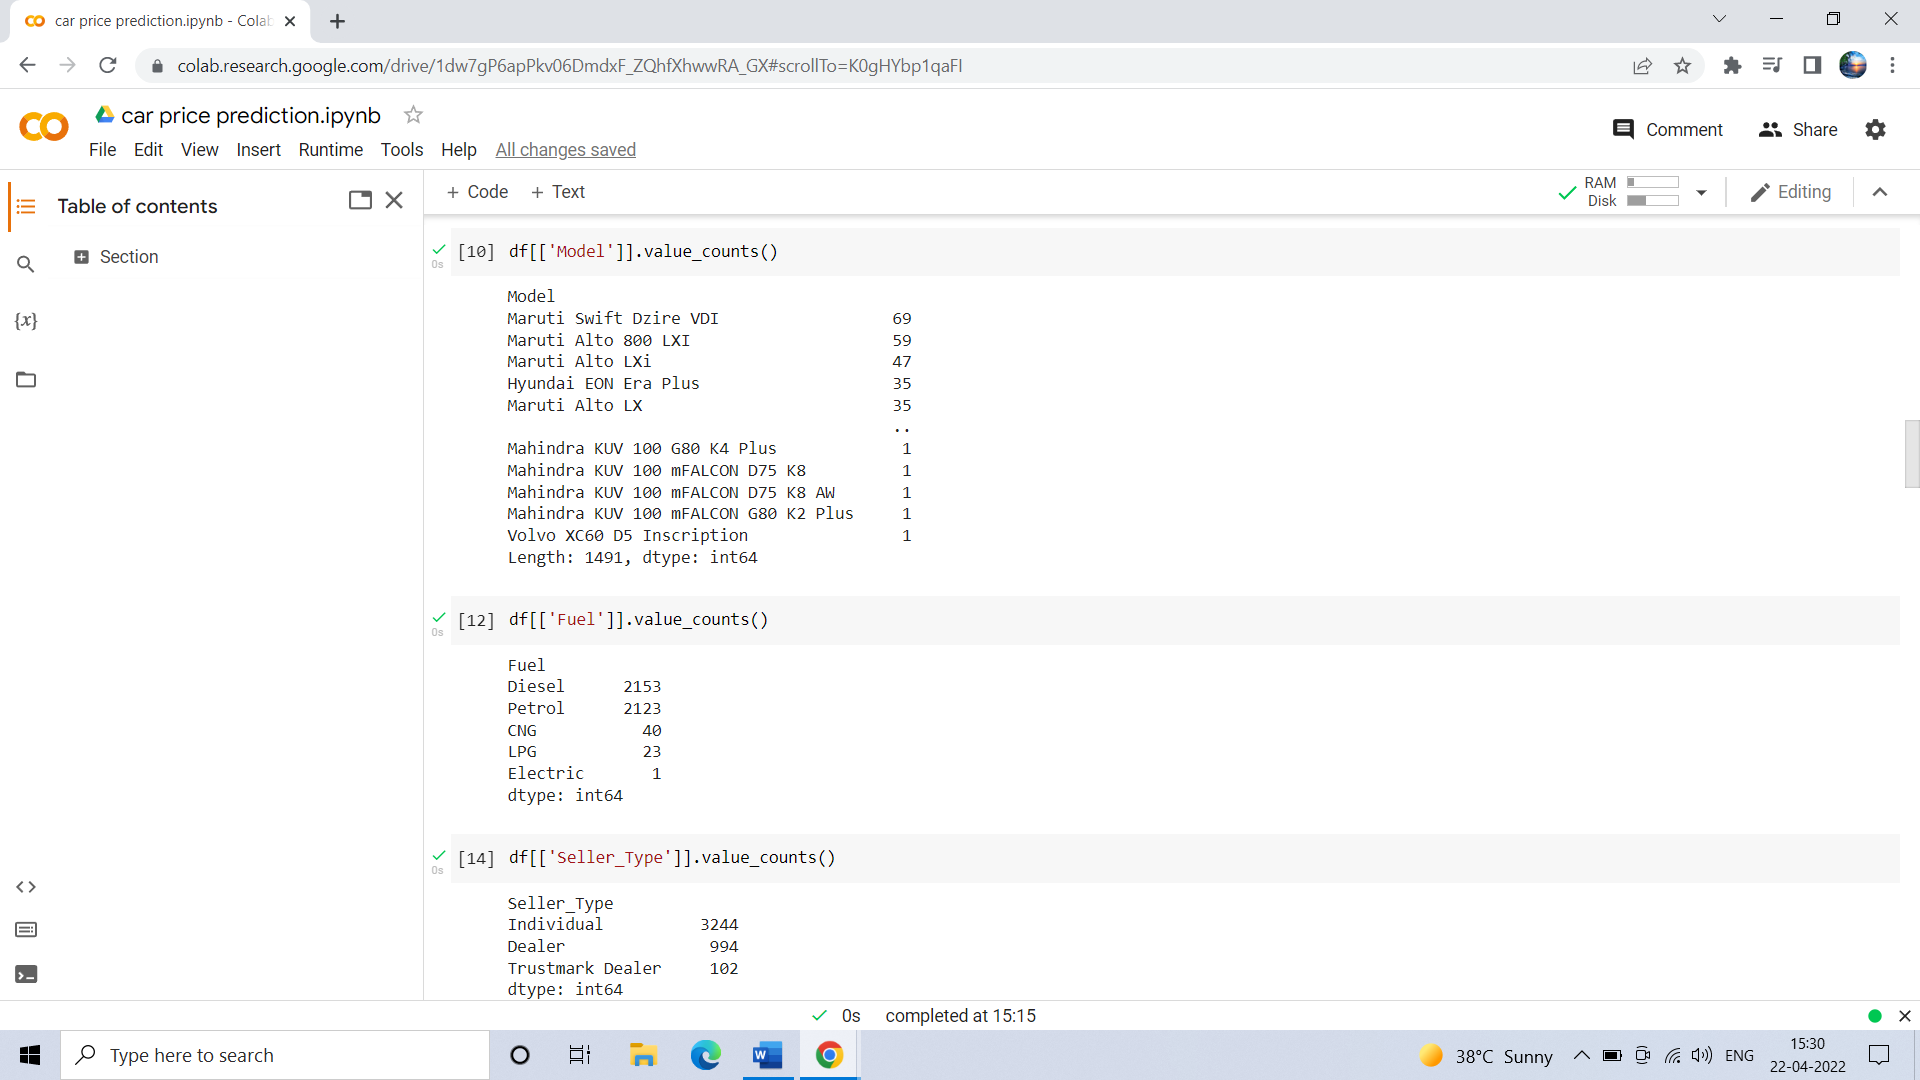 car price prediction.ipynb - Colab
colab.research.google.com/drive/1dw7gP6apPkv06DmdxF_ZQhfXhwwRA_GX#scrollTo=K0gHYbp1qaFI
car price prediction.ipynb
Comment
Share
File Edit View Insert Runtime Tools Help All changes saved
Table of contents
+ Code + Text
RAM
Disk
Editing
Section
{x}
[10] df[['Model']].value_counts()
0s
Model
Maruti Swift Dzire VDI 69
Maruti Alto 800 LXI 59
Maruti Alto LXi 47
Hyundai EON Era Plus 35
Maruti Alto LX 35
..
Mahindra KUV 100 G80 K4 Plus 1
Mahindra KUV 100 mFALCON D75 K8 1
Mahindra KUV 100 mFALCON D75 K8 AW 1
Mahindra KUV 100 mFALCON G80 K2 Plus 1
Volvo XC60 D5 Inscription 1
Length: 1491, dtype: int64
[12] df[['Fuel']].value_counts()
0s
Fuel
Diesel 2153
Petrol 2123
CNG 40
LPG 23
Electric 1
dtype: int64
[14] df[['Seller_Type']].value_counts()
0s
Seller_Type
Individual 3244
Dealer 994
Trustmark Dealer 102
dtype: int64
0s completed at 15:15
Type here to search
W
38°C Sunny
ENG
15:30
22-04-2022